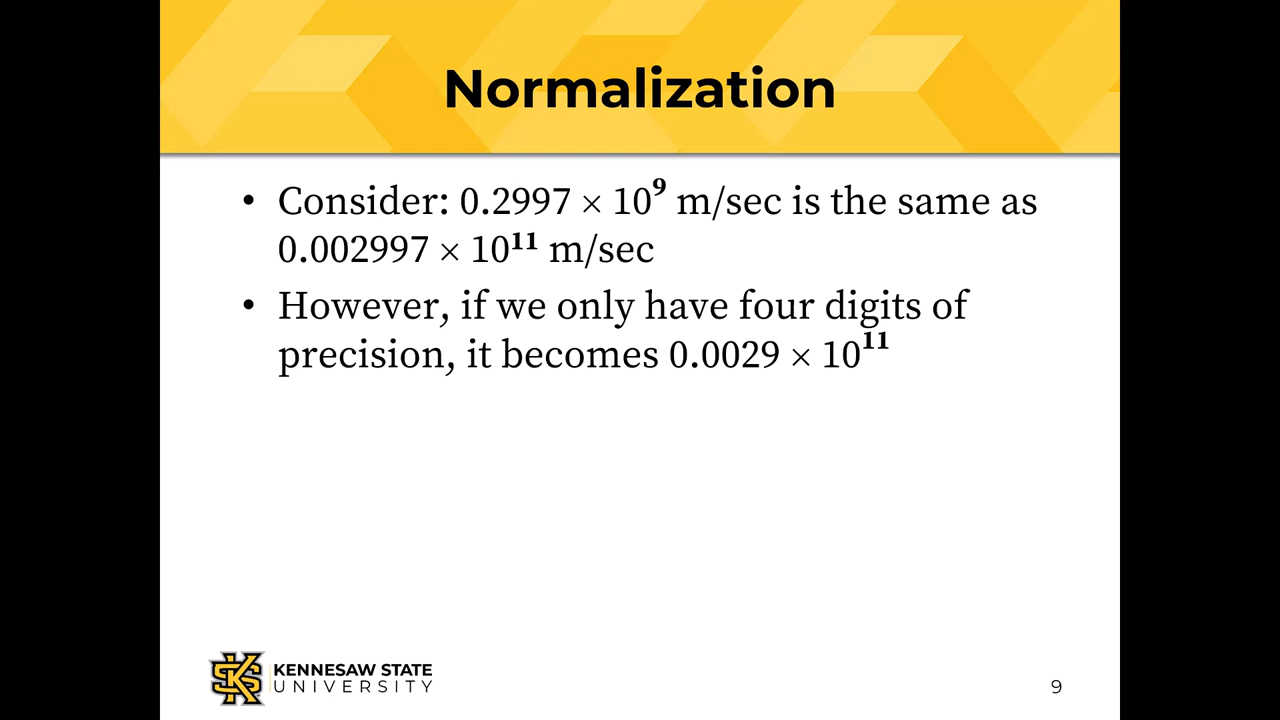 Normalization
• Consider: 0.2997 × 10⁹ m/sec is the same as
0.002997 × 10¹¹ m/sec
• However, if we only have four digits of
precision, it becomes 0.0029 × 10¹¹
KENNESAW STATE
UNIVERSITY
9